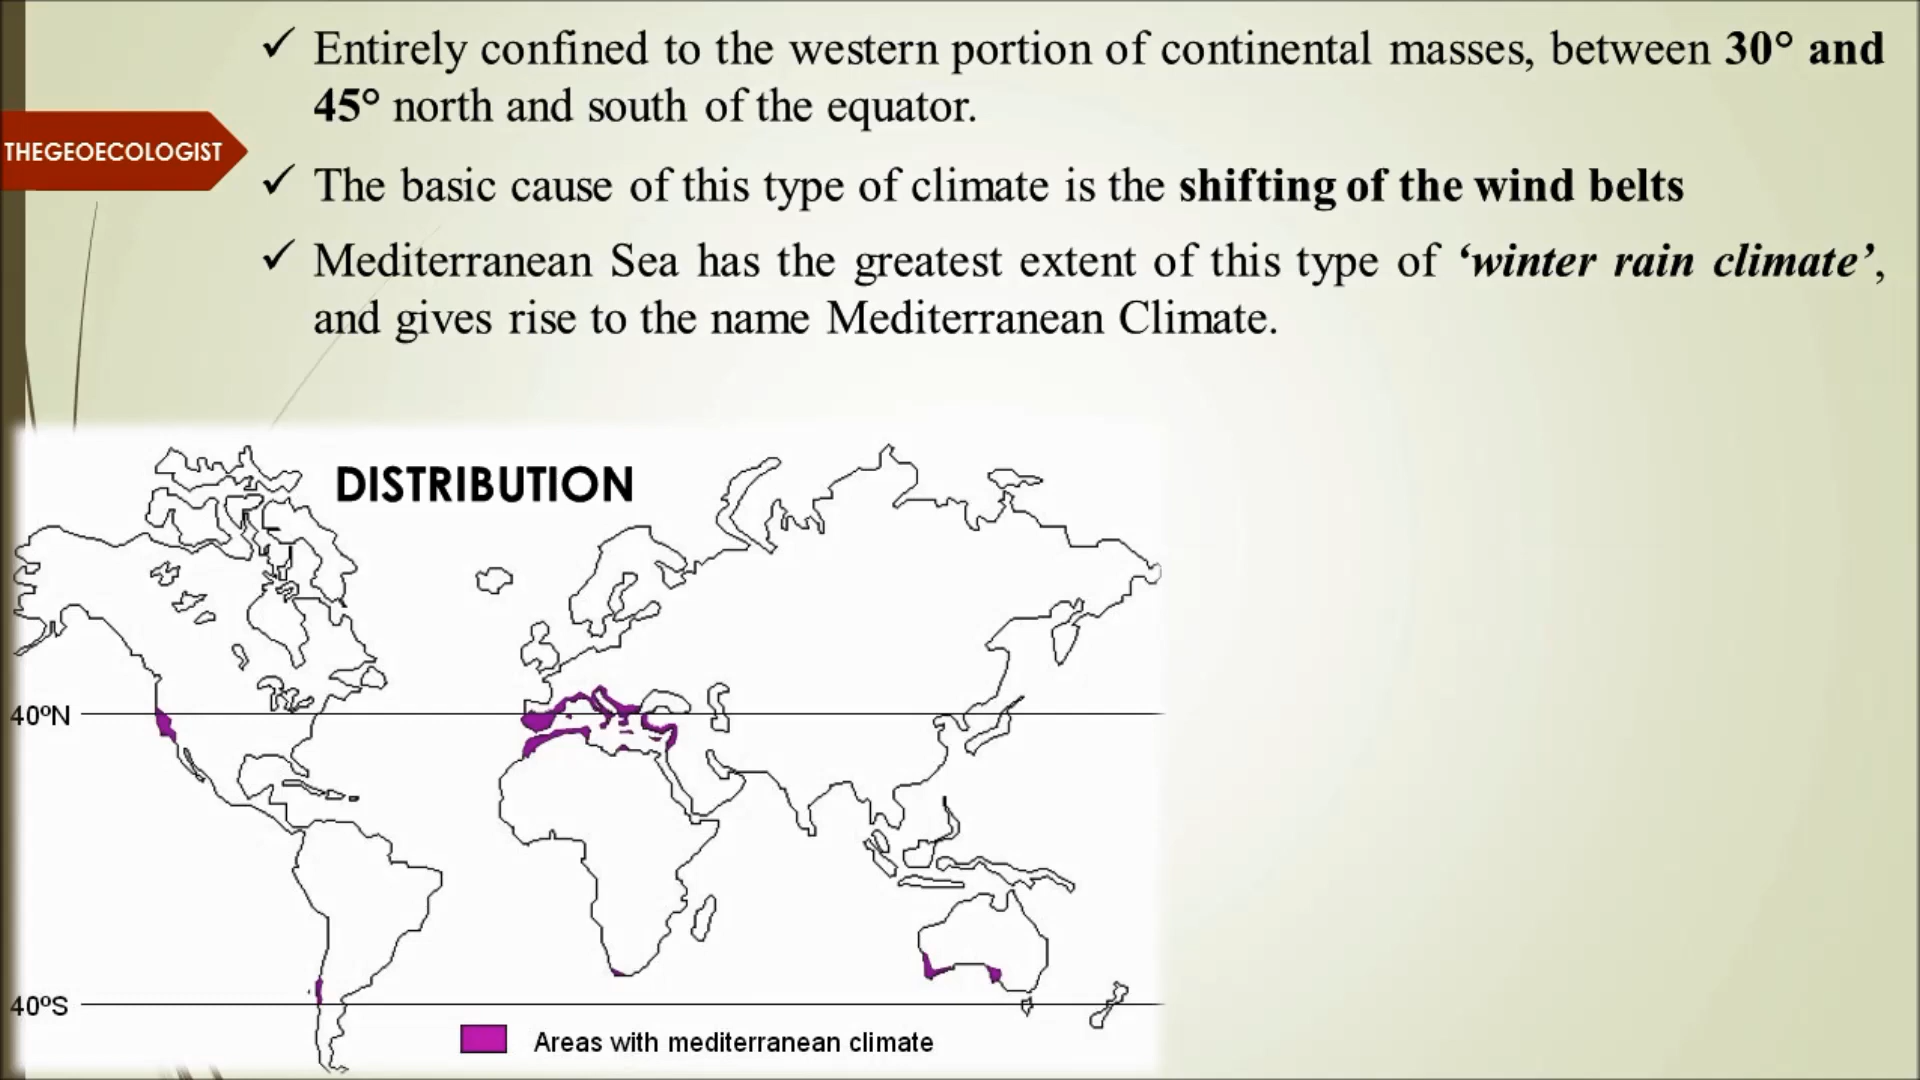 ✓ Entirely confined to the western portion of continental masses, between 30° and
45° north and south of the equator.
THEGEOECOLOGIST
✓ The basic cause of this type of climate is the shifting of the wind belts
✓ Mediterranean Sea has the greatest extent of this type of ‘winter rain climate’,
and gives rise to the name Mediterranean Climate.
DISTRIBUTION
40ºN
40ºS
Areas with mediterranean climate